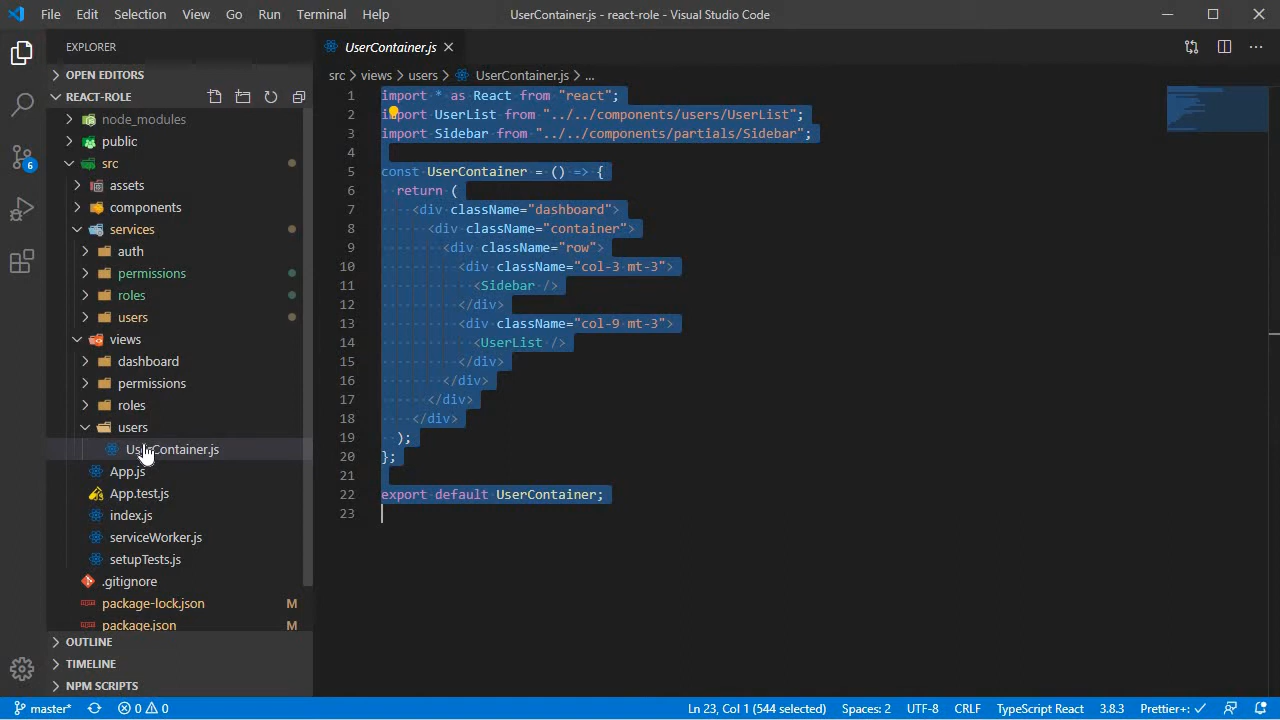 File Edit Selection View Go Run Terminal Help UserContainer.js - react-role - Visual Studio Code
EXPLORER
OPEN EDITORS
REACT-ROLE
node_modules
public
src
assets
components
services
auth
permissions
roles
users
views
dashboard
permissions
roles
users
UserContainer.js
App.js
App.test.js
index.js
serviceWorker.js
setupTests.js
.gitignore
package-lock.json M
package.json M
OUTLINE
TIMELINE
NPM SCRIPTS
6
UserContainer.js
src > views > users > UserContainer.js > ...
1 import * as React from "react";
2 import UserList from "../../components/users/UserList";
3 import Sidebar from "../../components/partials/Sidebar";
4
5 const UserContainer = () => {
6 return (
7 <div className="dashboard">
8 <div className="container">
9 <div className="row">
10 <div className="col-3 mt-3">
11 <Sidebar />
12 </div>
13 <div className="col-9 mt-3">
14 <UserList />
15 </div>
16 </div>
17 </div>
18 </div>
19 );
20 };
21
22 export default UserContainer;
23
master* 0 0 Ln 23, Col 1 (544 selected) Spaces: 2 UTF-8 CRLF TypeScript React 3.8.3 Prettier+: ✓